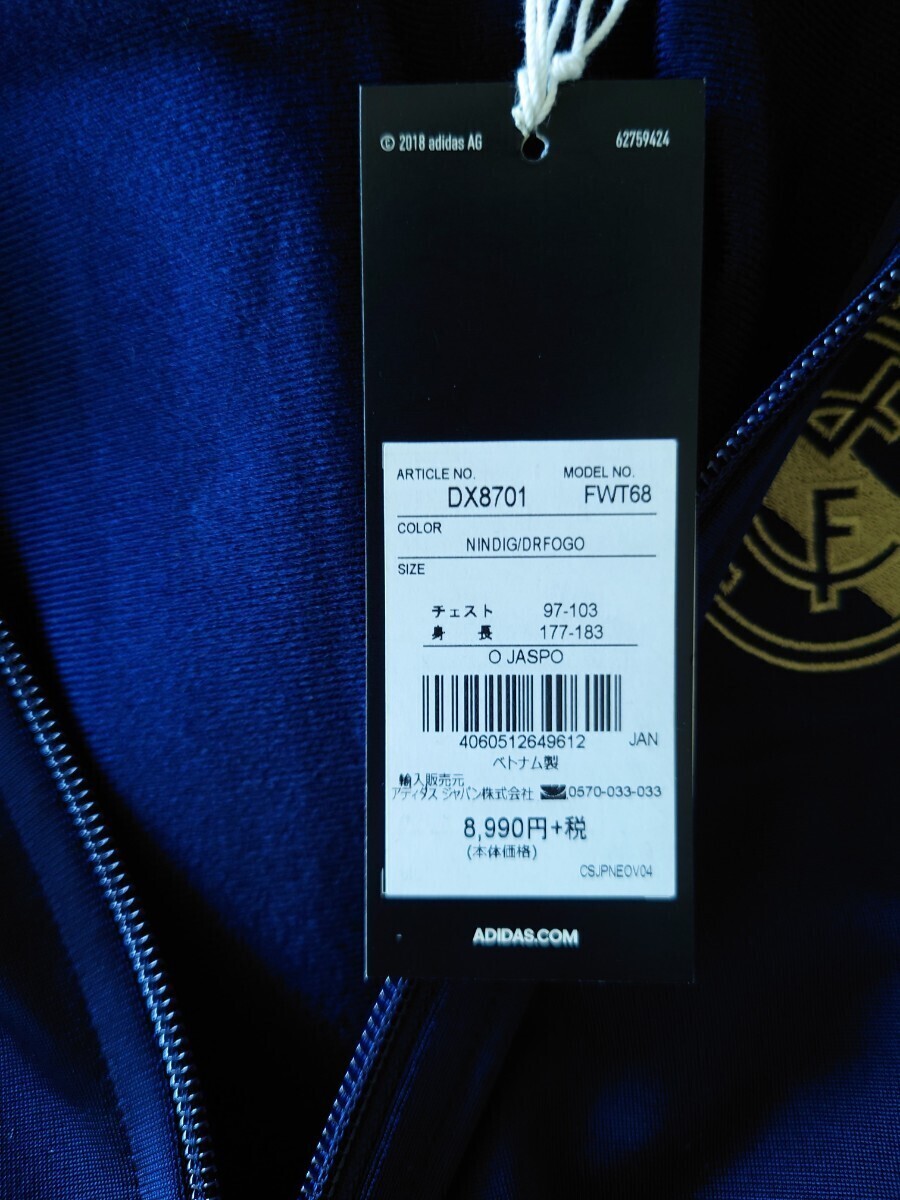 © 2018 adidas AG 62759424
ARTICLE NO. MODEL NO.
DX8701 FWT68
COLOR
NINDIG/DRFOGO
SIZE
チェスト 97-103
身 長 177-183
O JASPO
4060512649612 JAN
ベトナム製
輸入販売元
アディダス ジャパン株式会社 0570-033-033
8,990円+税
(本体価格)
CSJPNEOV04
ADIDAS.COM
F